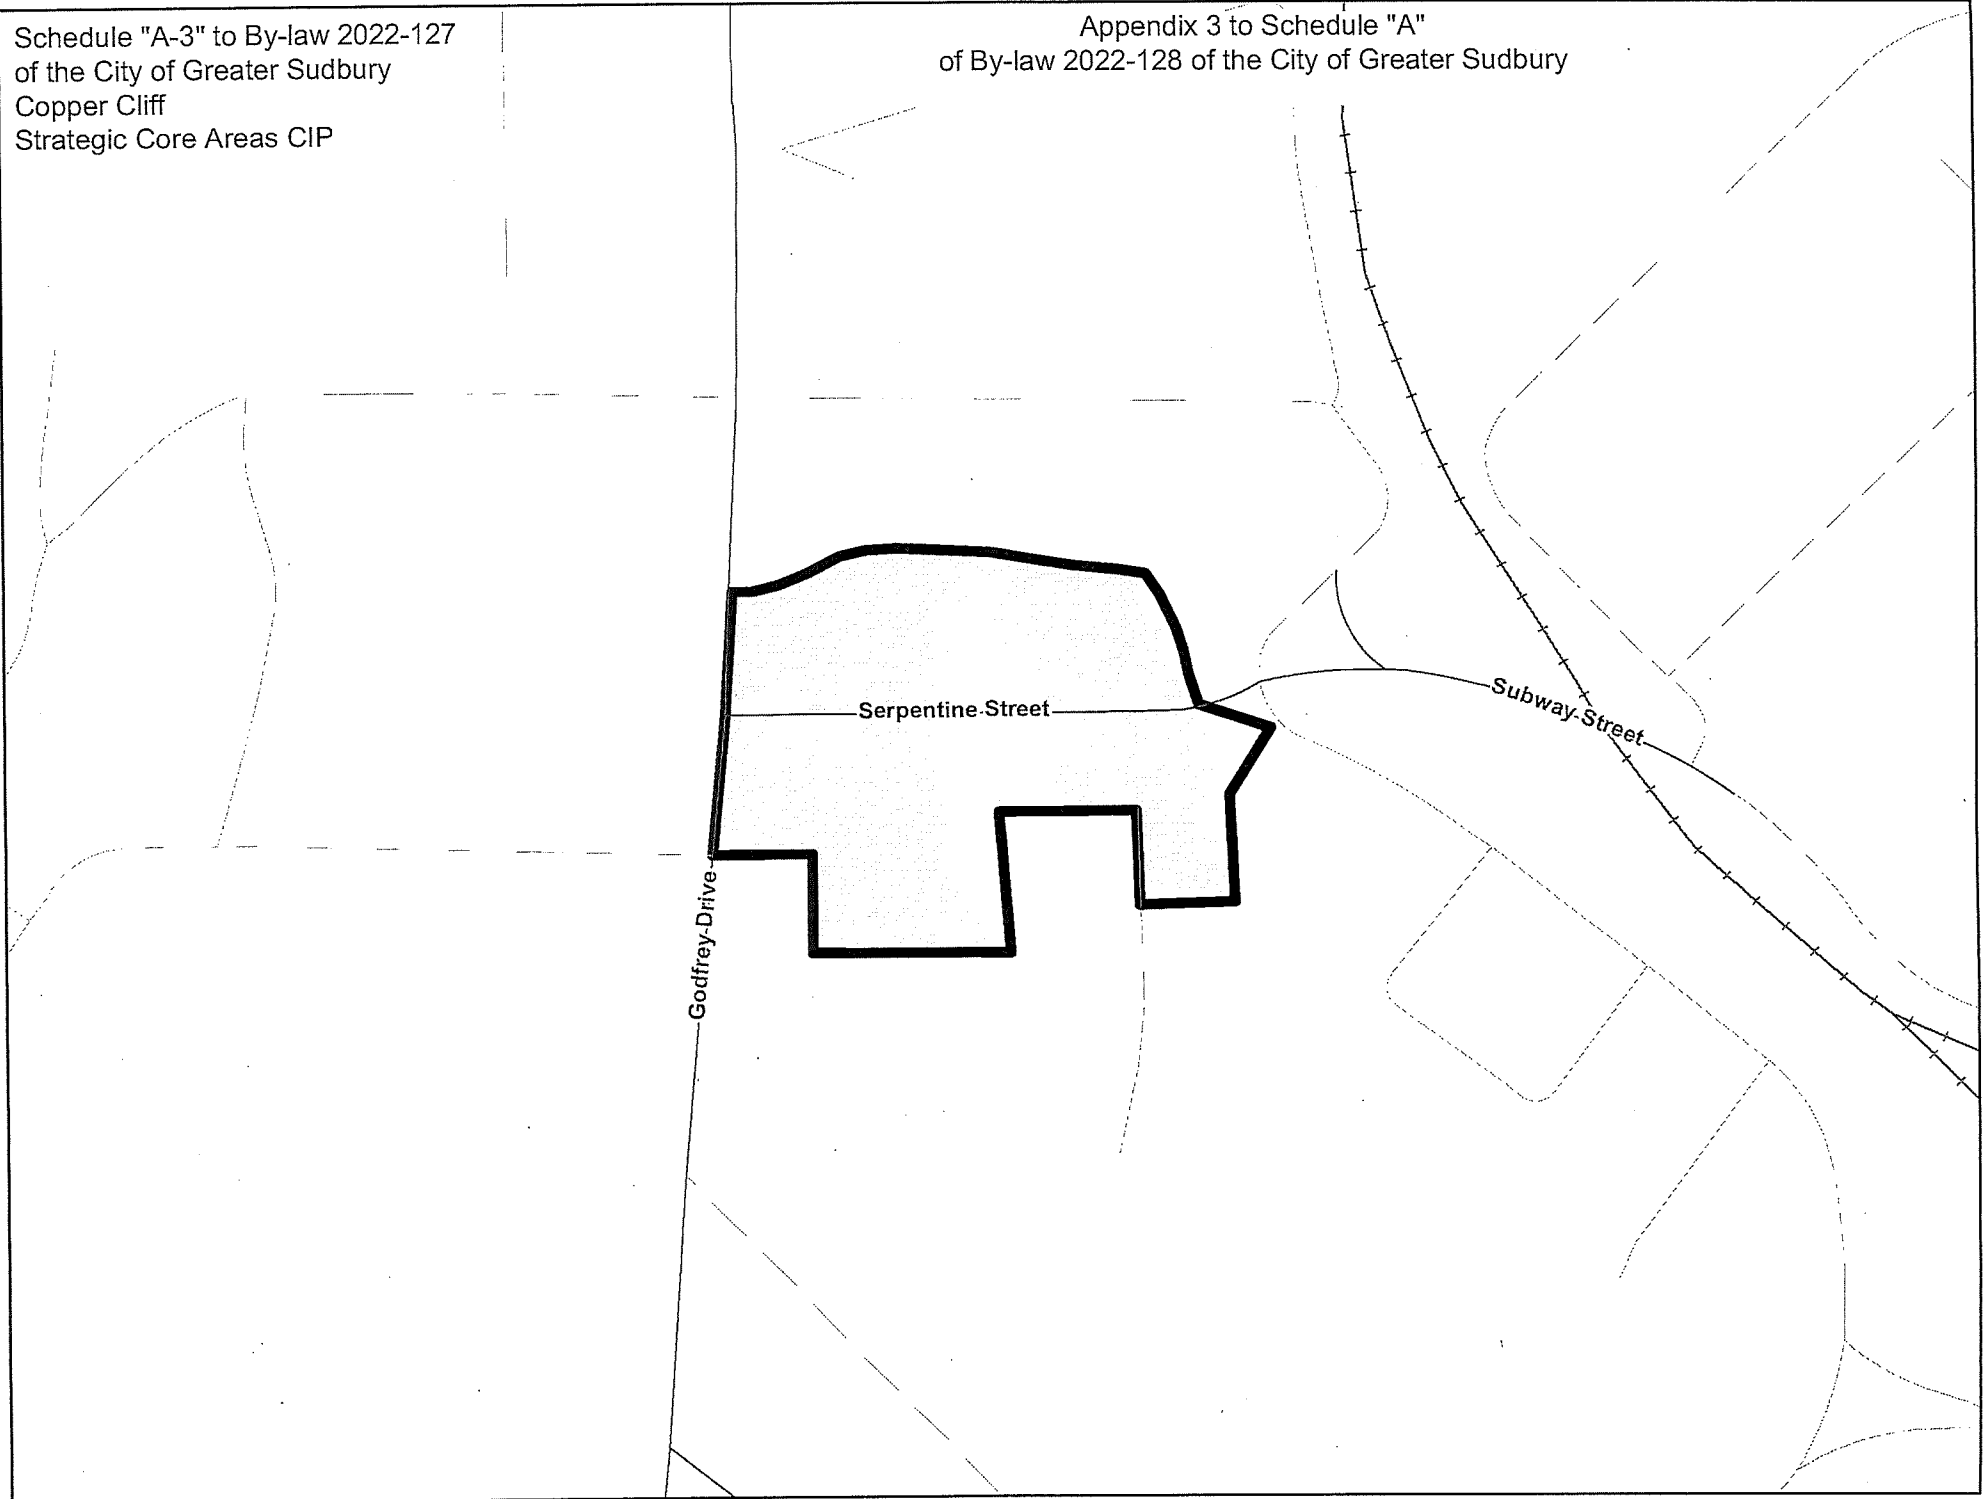 Schedule "A-3" to By-law 2022-127
of the City of Greater Sudbury
Copper Cliff
Strategic Core Areas CIP
Appendix 3 to Schedule "A"
of By-law 2022-128 of the City of Greater Sudbury
Serpentine Street
Subway Street
Godfrey Drive